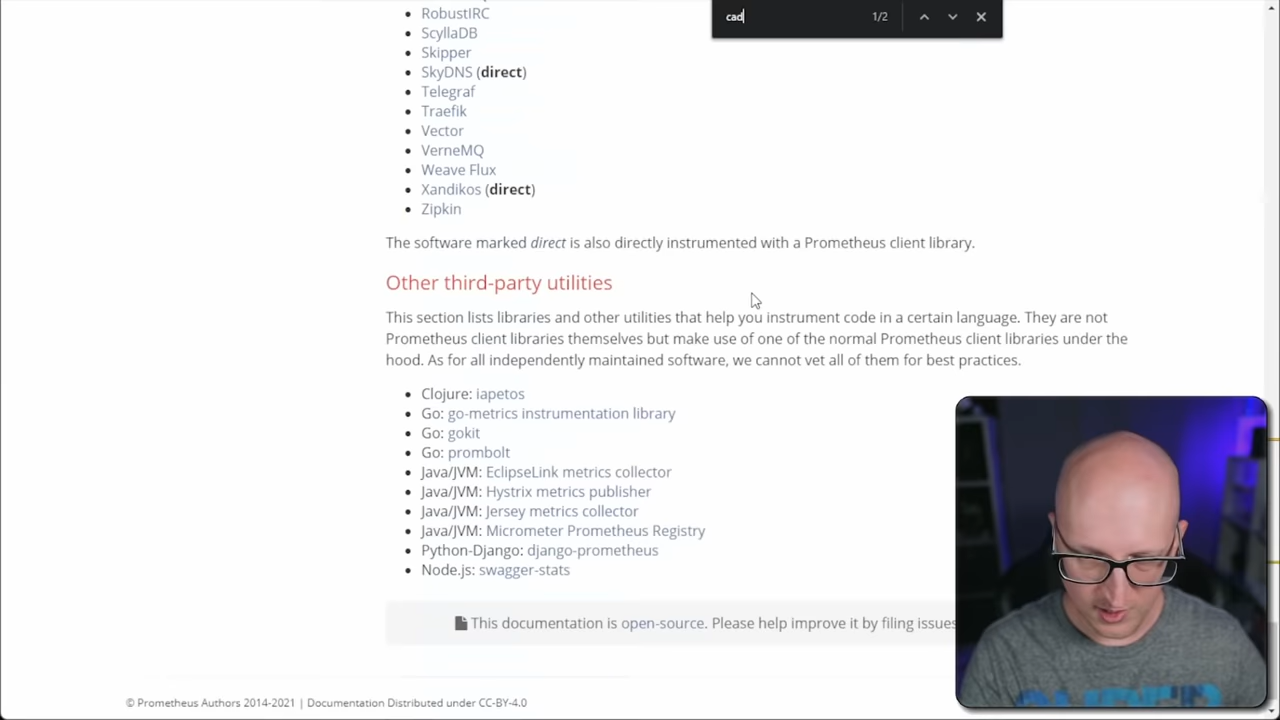 cad
1/2
RobustIRC
ScyllaDB
Skipper
SkyDNS (direct)
Telegraf
Traefik
Vector
VerneMQ
Weave Flux
Xandikos (direct)
Zipkin
The software marked direct is also directly instrumented with a Prometheus client library.
Other third-party utilities
This section lists libraries and other utilities that help you instrument code in a certain language. They are not
Prometheus client libraries themselves but make use of one of the normal Prometheus client libraries under the
hood. As for all independently maintained software, we cannot vet all of them for best practices.
Clojure: iapetos
Go: go-metrics instrumentation library
Go: gokit
Go: prombolt
Java/JVM: EclipseLink metrics collector
Java/JVM: Hystrix metrics publisher
Java/JVM: Jersey metrics collector
Java/JVM: Micrometer Prometheus Registry
Python-Django: django-prometheus
Node.js: swagger-stats
This documentation is open-source. Please help improve it by filing issues
© Prometheus Authors 2014-2021 | Documentation Distributed under CC-BY-4.0